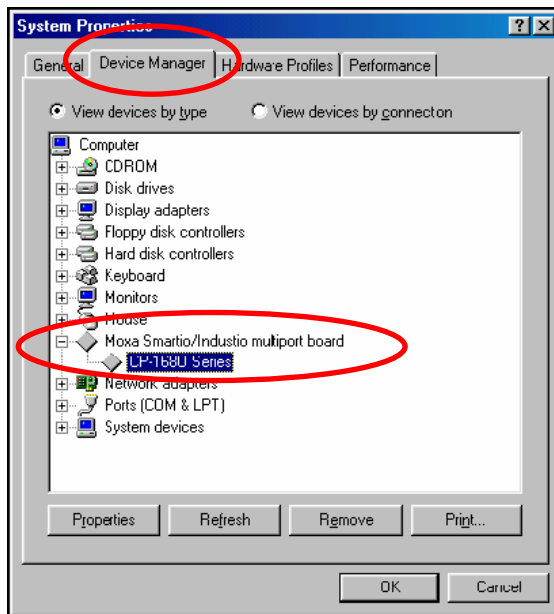 System Properties
General Device Manager Hardware Profiles Performance
View devices by type View devices by connecton
Computer
CDROM
Disk drives
Display adapters
Floppy disk controllers
Hard disk controllers
Keyboard
Monitors
Mouse
Moxa Smartio/Industio multiport board
CP-168U Series
Network adapters
Ports (COM & LPT)
System devices
Properties Refresh Remove Print...
OK Cancel